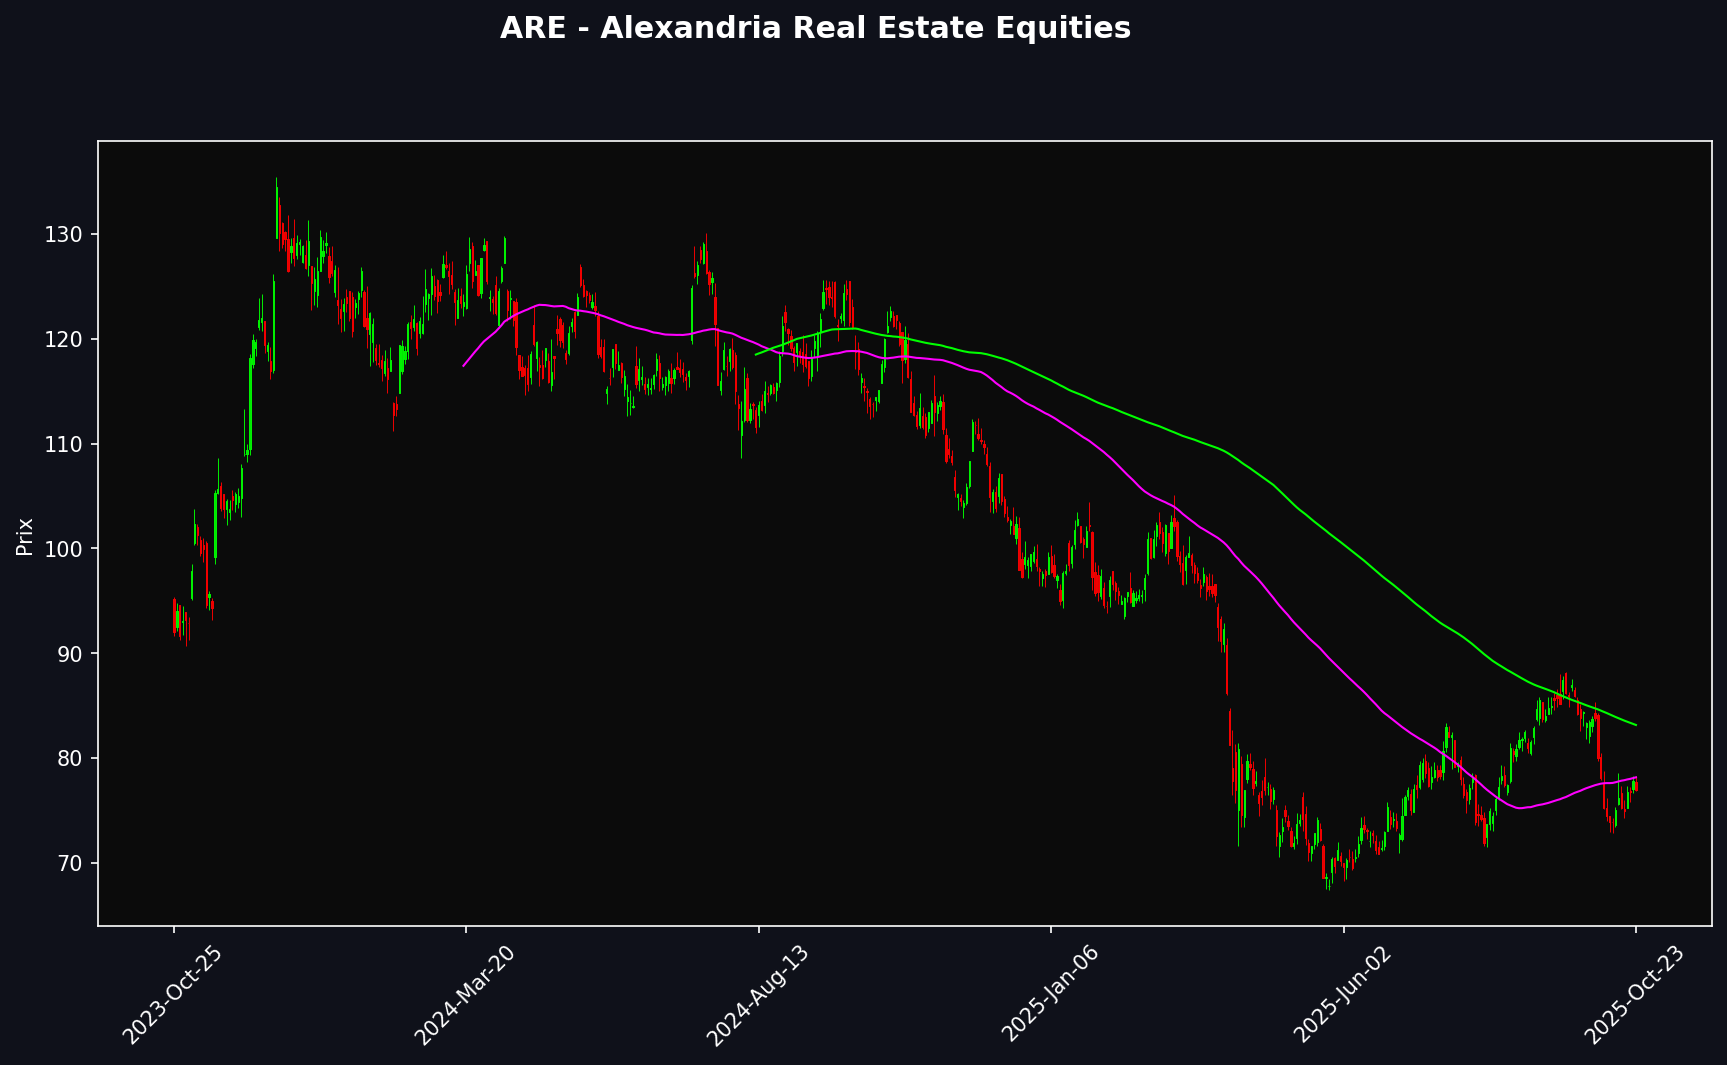 ARE - Alexandria Real Estate Equities
Prix
130
120
110
100
90
80
70
2023-Oct-25
2024-Mar-20
2024-Aug-13
2025-Jan-06
2025-Jun-02
2025-Oct-23